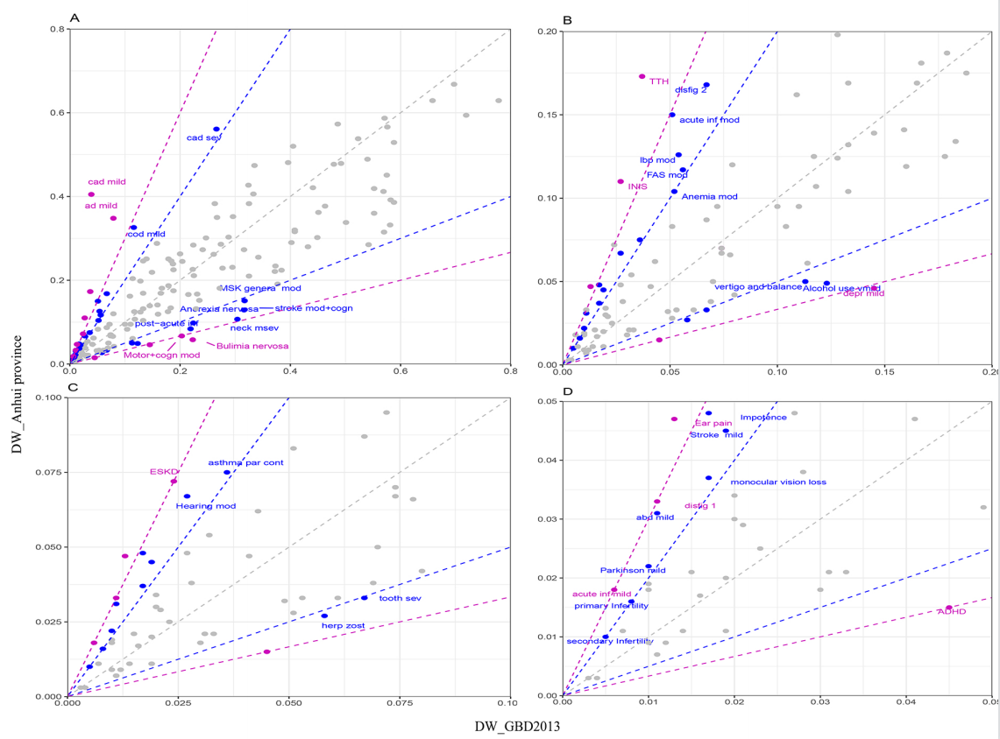 A
0.8
0.6
0.4
0.2
0.0
cad sev
cad mild
ad mild
cod mild
MSK general mod
Anorexia nervosa
stroke mod+cogn
post-acute inf
neck msev
Bulimia nervosa
Motor+cogn mod
0.0 0.2 0.4 0.6 0.8
B
0.20
0.15
0.10
0.05
0.00
TTH
disfig 2
acute inf mod
lbp mod
FAS mod
INIS
Anemia mod
vertigo and balance
Alcohol use vmild
depr mild
0.00 0.05 0.10 0.15 0.20
DW_Anhui province
C
0.100
0.075
0.050
0.025
0.000
asthma par cont
ESKD
Hearing mod
tooth sev
herp zost
0.000 0.025 0.050 0.075 0.10
D
0.05
0.04
0.03
0.02
0.01
0.00
Impotence
Ear pain
Stroke mild
monocular vision loss
disfig 1
abd mild
Parkinson mild
acute inf mild
primary Infertility
ADHD
secondary Infertility
0.00 0.01 0.02 0.03 0.04 0.05
DW_GBD2013